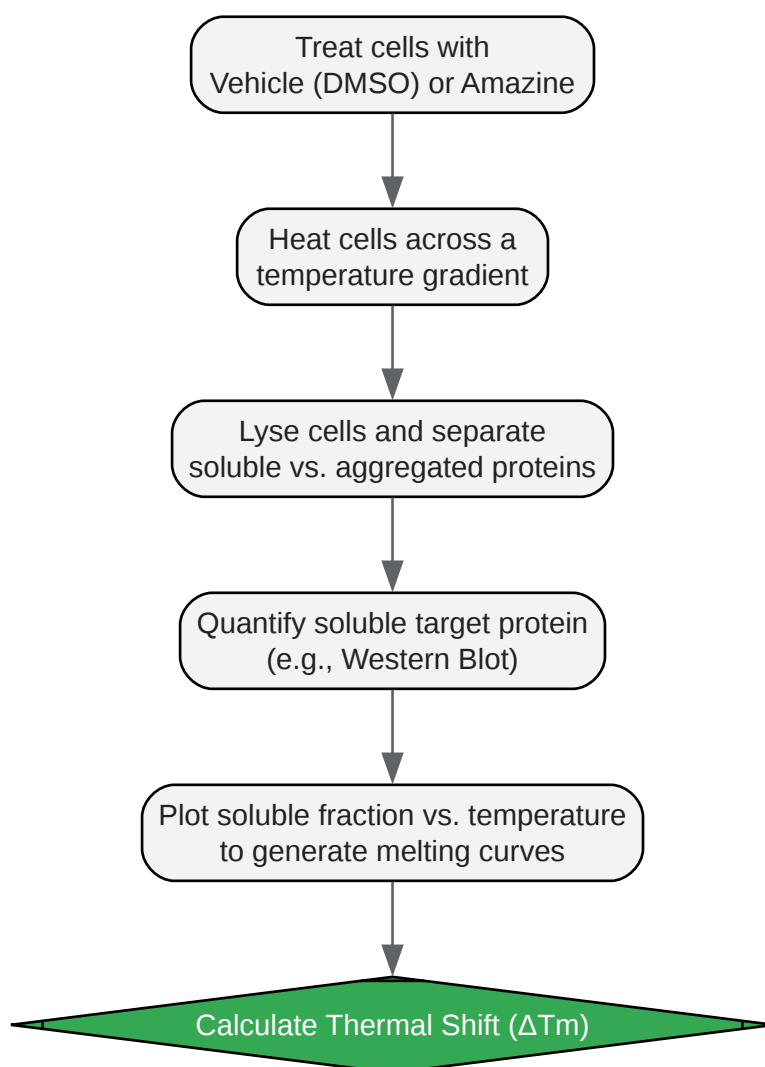 Treat cells with
Vehicle (DMSO) or Amazine
Heat cells across a
temperature gradient
Lyse cells and separate
soluble vs. aggregated proteins
Quantify soluble target protein
(e.g., Western Blot)
Plot soluble fraction vs. temperature
to generate melting curves
Calculate Thermal Shift (ΔTm)